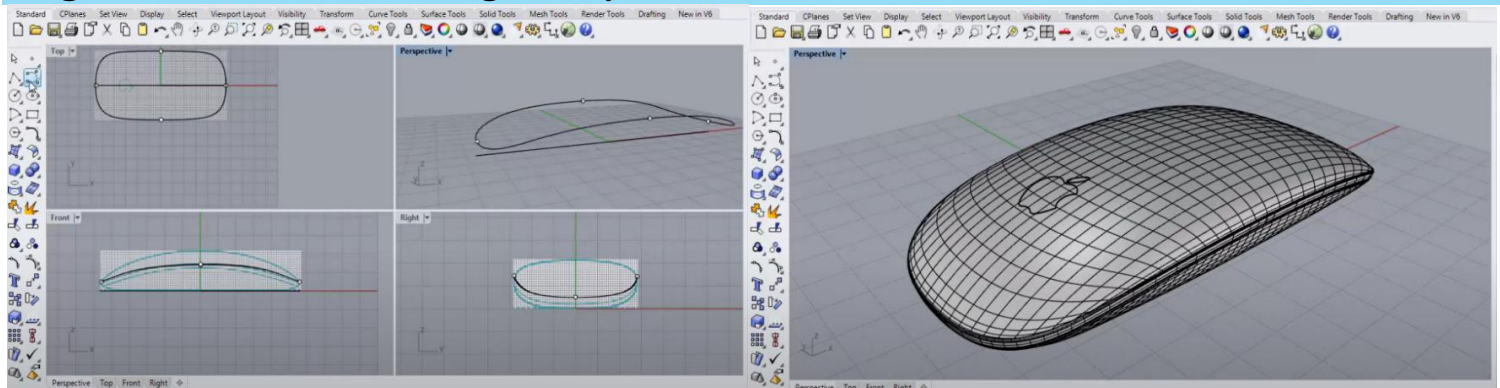 Standard CPlanes Set View Display Select Viewport Layout Visibility Transform Curve Tools Surface Tools Solid Tools Mesh Tools Render Tools Drafting New in V6
Top
Perspective
Front
Right
Perspective Top Front Right
Standard CPlanes Set View Display Select Viewport Layout Visibility Transform Curve Tools Surface Tools Solid Tools Mesh Tools Render Tools Drafting New in V6
Perspective
Perspective Top Front Right